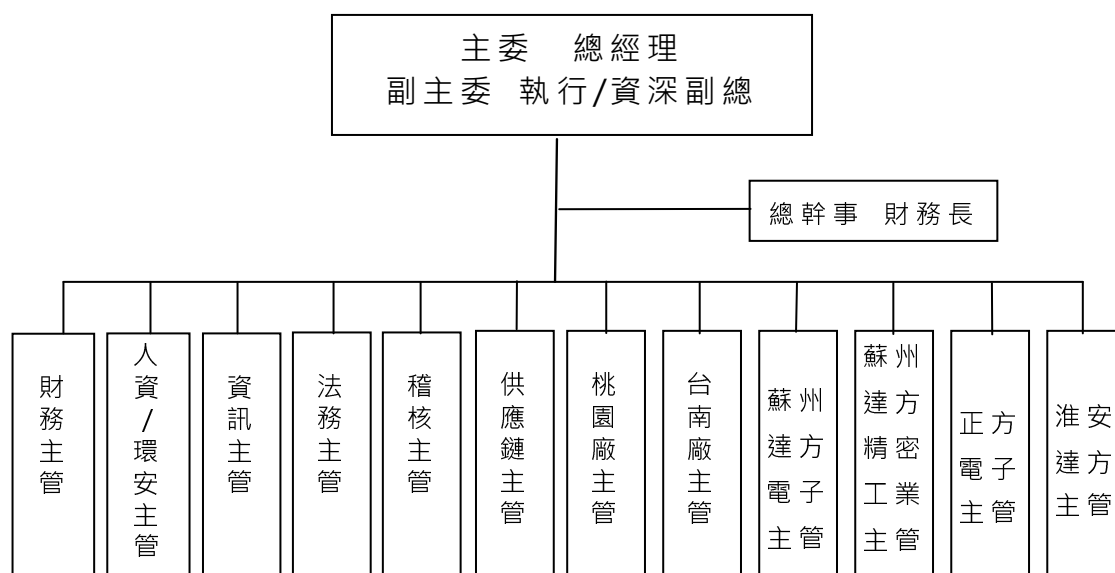 主委 總經理
副主委 執行/資深副總
總幹事 財務長
財務主管
人資/環安主管
資訊主管
法務主管
稽核主管
供應鏈主管
桃園廠主管
台南廠主管
蘇州
達方
電子
主管
蘇州
達方
精密
工業
主管
正方
電子
主管
淮安
達方
主管